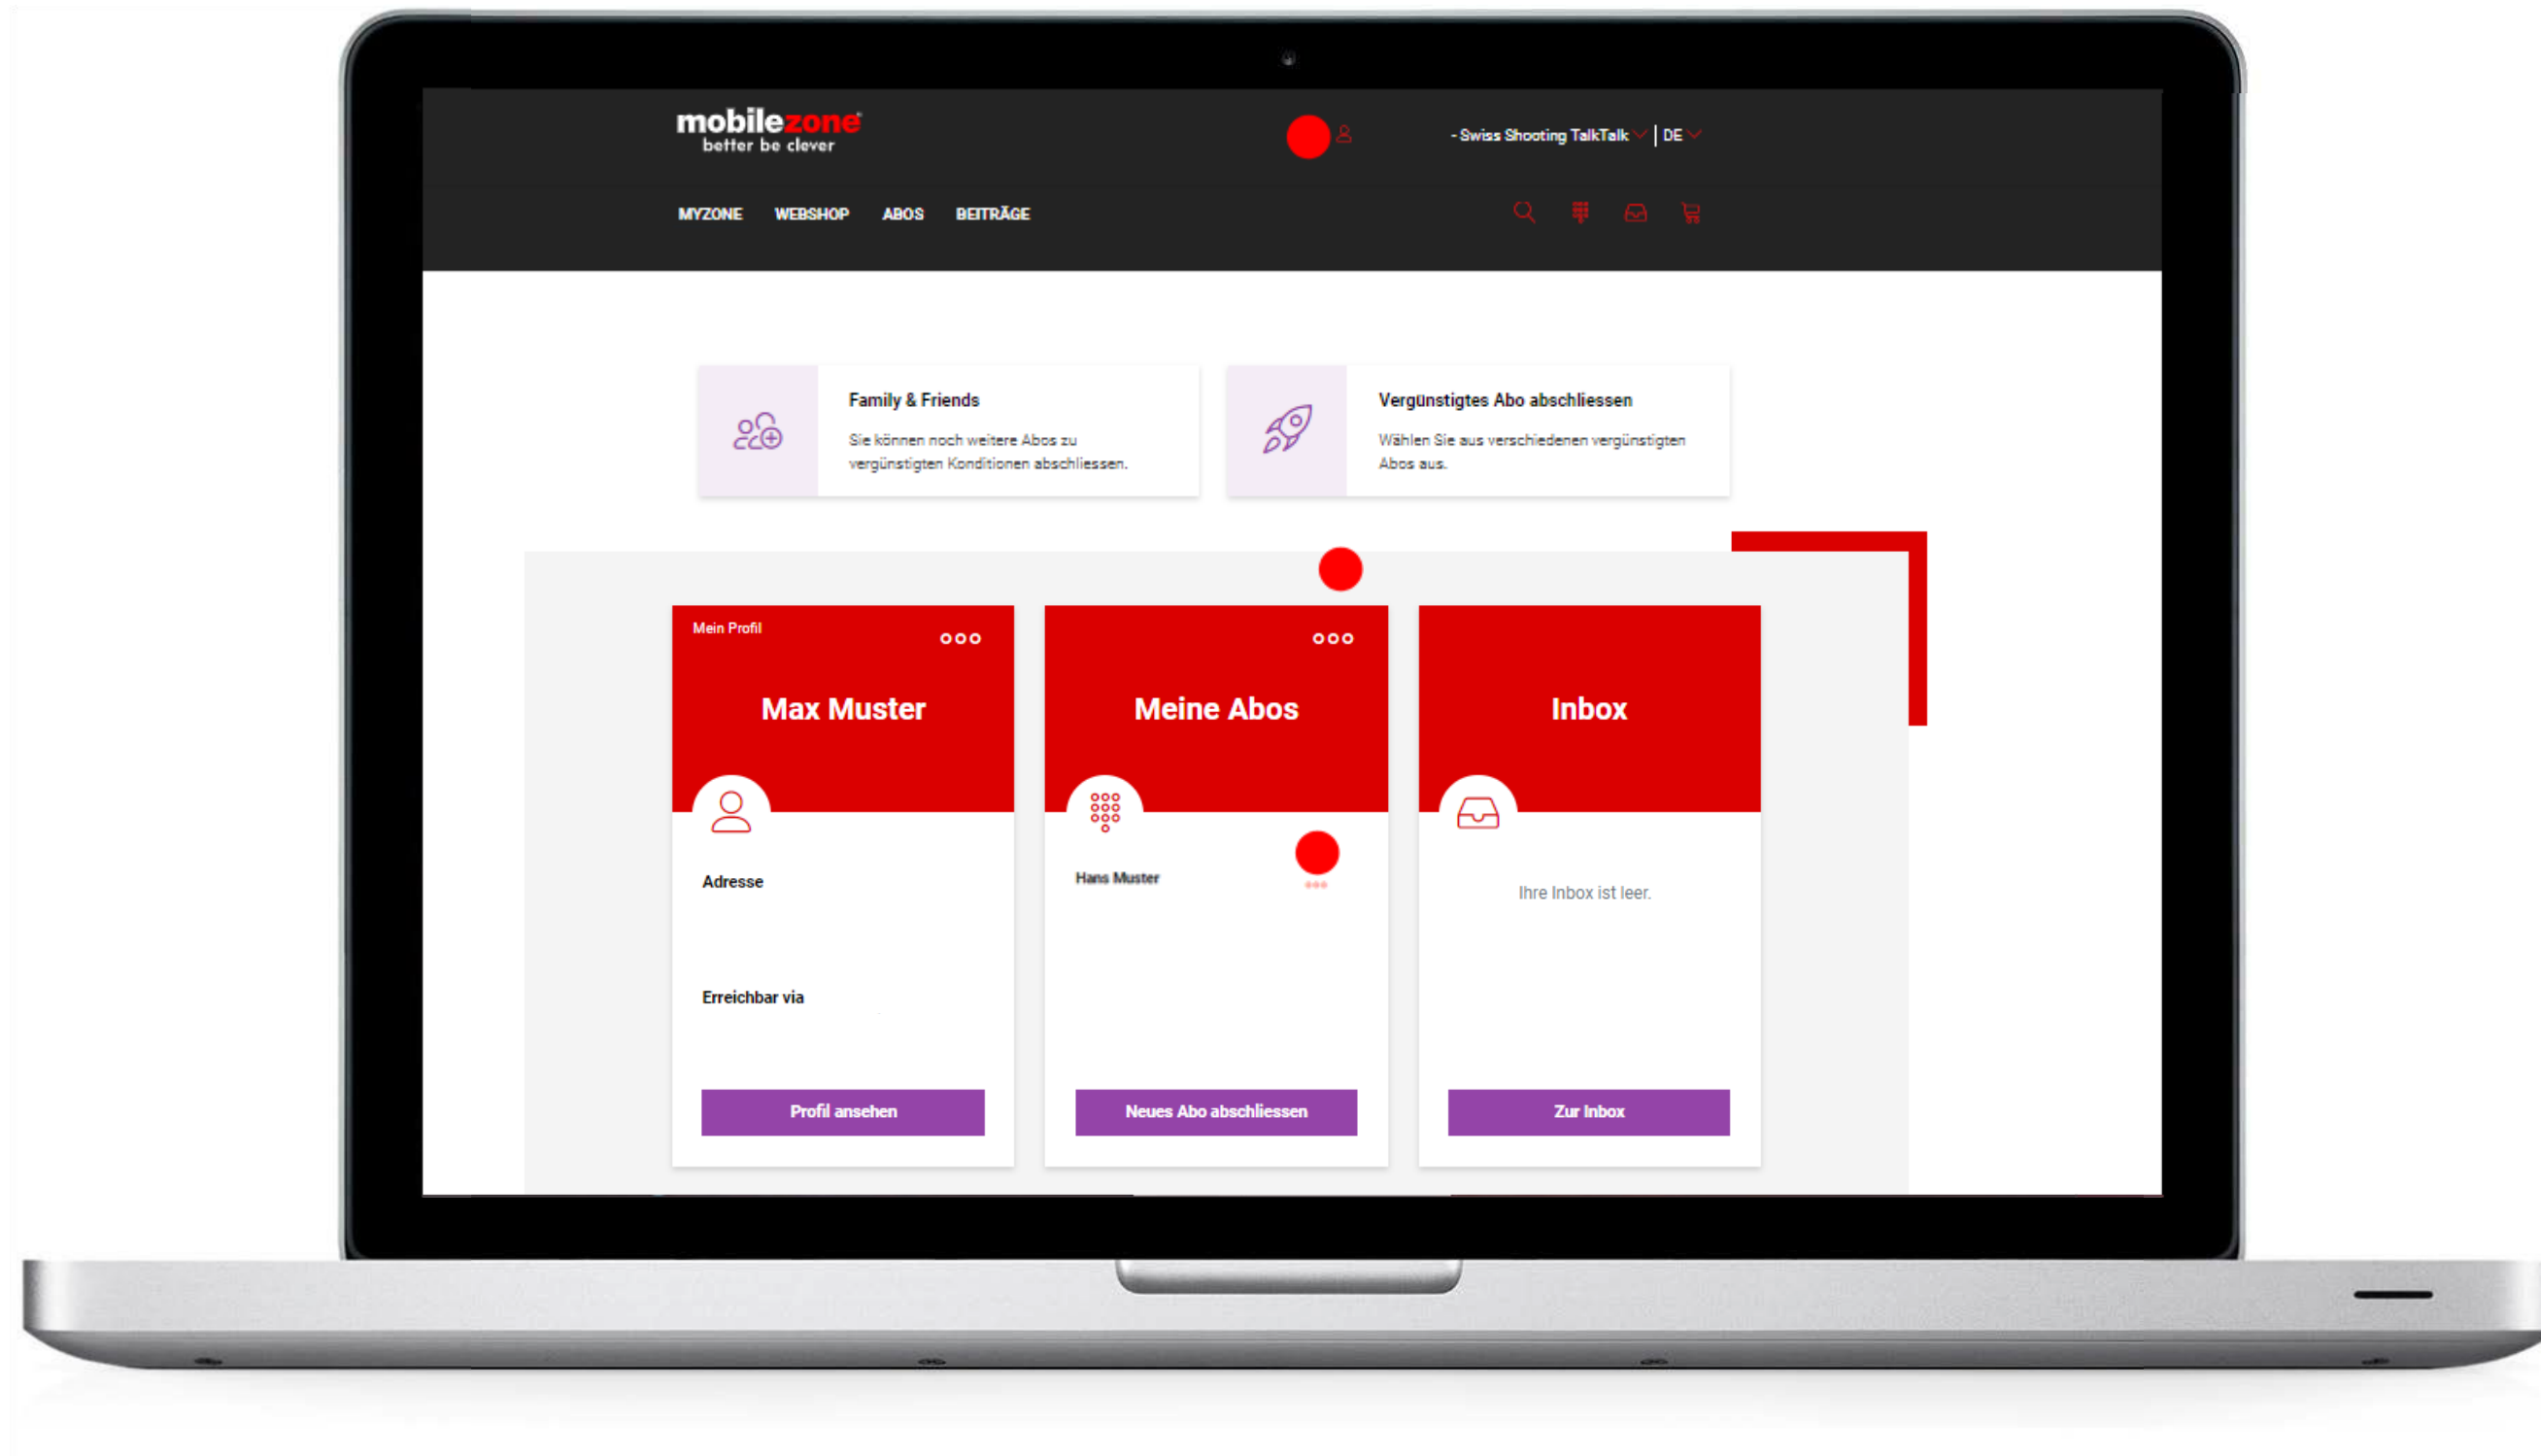 mobilezone
better be clever
- Swiss Shooting TalkTalk | DE
MYZONE WEBSHOP ABOS BEITRÄGE
Family & Friends
Sie können noch weitere Abos zu
vergünstigten Konditionen abschliessen.
Vergünstigtes Abo abschliessen
Wählen Sie aus verschiedenen vergünstigten
Abos aus.
Mein Profil
Max Muster
Adresse
Erreichbar via
Profil ansehen
Meine Abos
Hans Muster
Neues Abo abschliessen
Inbox
Ihre Inbox ist leer.
Zur Inbox